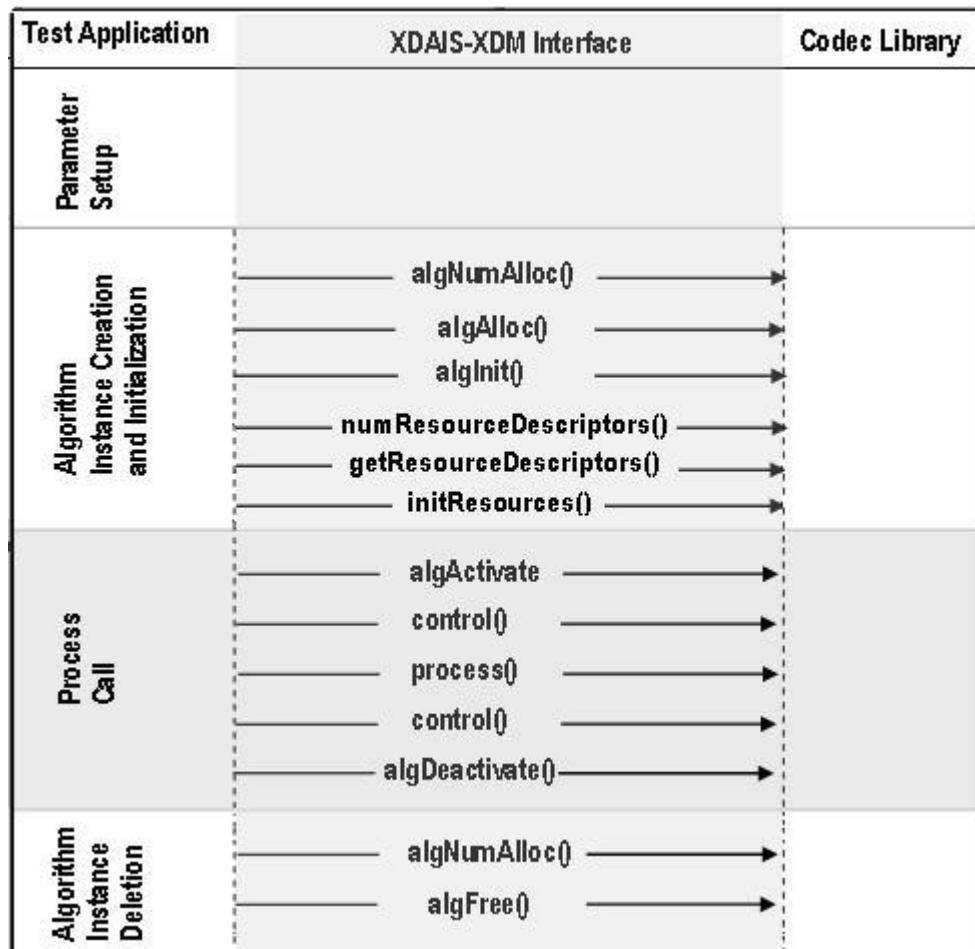 Test Application
XDAIS-XDM Interface
Codec Library
Parameter
Setup
Algorithm
Instance Creation
and Initialization
algNumAlloc()
algAlloc()
algInit()
numResourceDescriptors()
getResourceDescriptors()
initResources()
Process
Call
algActivate
control()
process()
control()
algDeactivate()
Algorithm
Instance
Deletion
algNumAlloc()
algFree()